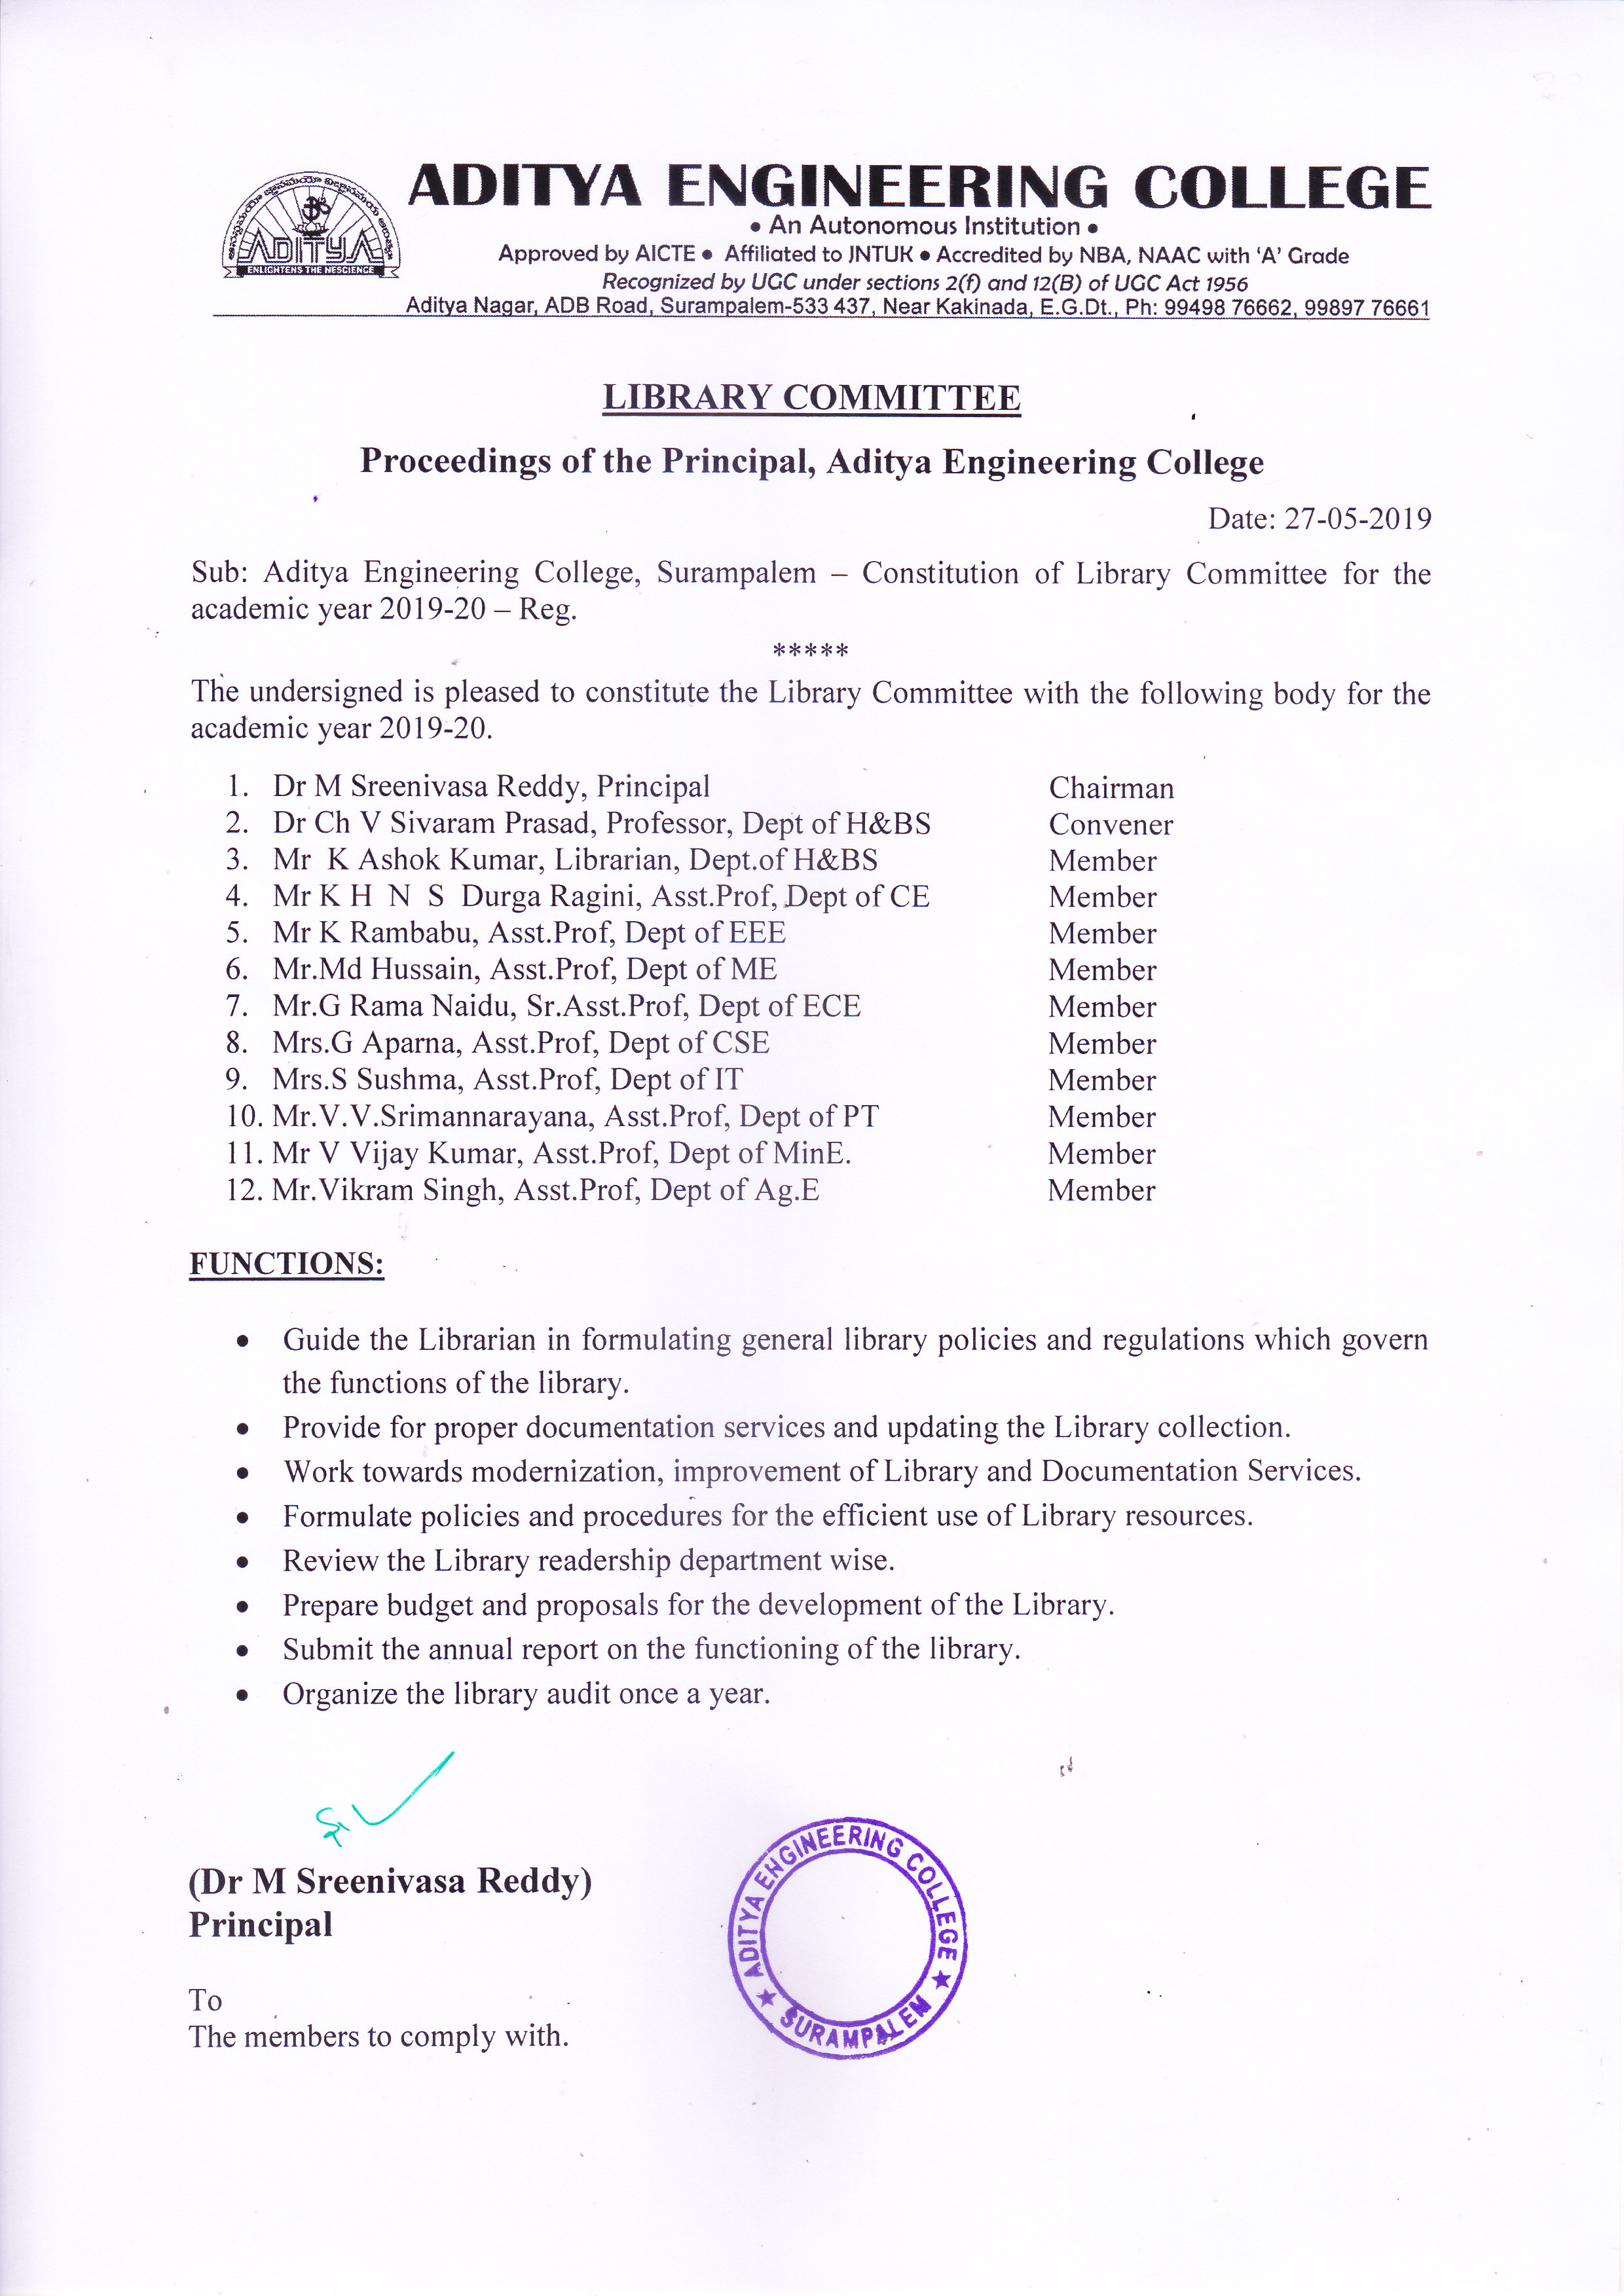 ADITYA ENGINEERING COLLEGE
• An Autonomous Institution •
Approved by AICTE • Affiliated to JNTUK • Accredited by NBA, NAAC with ‘A’ Grade
Recognized by UGC under sections 2(f) and 12(B) of UGC Act 1956
Aditya Nagar, ADB Road, Surampalem-533 437, Near Kakinada, E.G.Dt., Ph: 99498 76662, 99897 76661
ADITYA
ENLIGHTENS THE NESCIENCE
LIBRARY COMMITTEE
Proceedings of the Principal, Aditya Engineering College
Date: 27-05-2019
Sub: Aditya Engineering College, Surampalem – Constitution of Library Committee for the
academic year 2019-20 – Reg.
*****
The undersigned is pleased to constitute the Library Committee with the following body for the
academic year 2019-20.
1. Dr M Sreenivasa Reddy, Principal Chairman
2. Dr Ch V Sivaram Prasad, Professor, Dept of H&BS Convener
3. Mr K Ashok Kumar, Librarian, Dept.of H&BS Member
4. Mr K H N S Durga Ragini, Asst.Prof, Dept of CE Member
5. Mr K Rambabu, Asst.Prof, Dept of EEE Member
6. Mr.Md Hussain, Asst.Prof, Dept of ME Member
7. Mr.G Rama Naidu, Sr.Asst.Prof, Dept of ECE Member
8. Mrs.G Aparna, Asst.Prof, Dept of CSE Member
9. Mrs.S Sushma, Asst.Prof, Dept of IT Member
10. Mr.V.V.Srimannarayana, Asst.Prof, Dept of PT Member
11. Mr V Vijay Kumar, Asst.Prof, Dept of MinE. Member
12. Mr.Vikram Singh, Asst.Prof, Dept of Ag.E Member
FUNCTIONS:
• Guide the Librarian in formulating general library policies and regulations which govern
the functions of the library.
• Provide for proper documentation services and updating the Library collection.
• Work towards modernization, improvement of Library and Documentation Services.
• Formulate policies and procedures for the efficient use of Library resources.
• Review the Library readership department wise.
• Prepare budget and proposals for the development of the Library.
• Submit the annual report on the functioning of the library.
• Organize the library audit once a year.
(Dr M Sreenivasa Reddy)
Principal
ADITYA ENGINEERING COLLEGE
★ SURAMPALEM ★
To
The members to comply with.